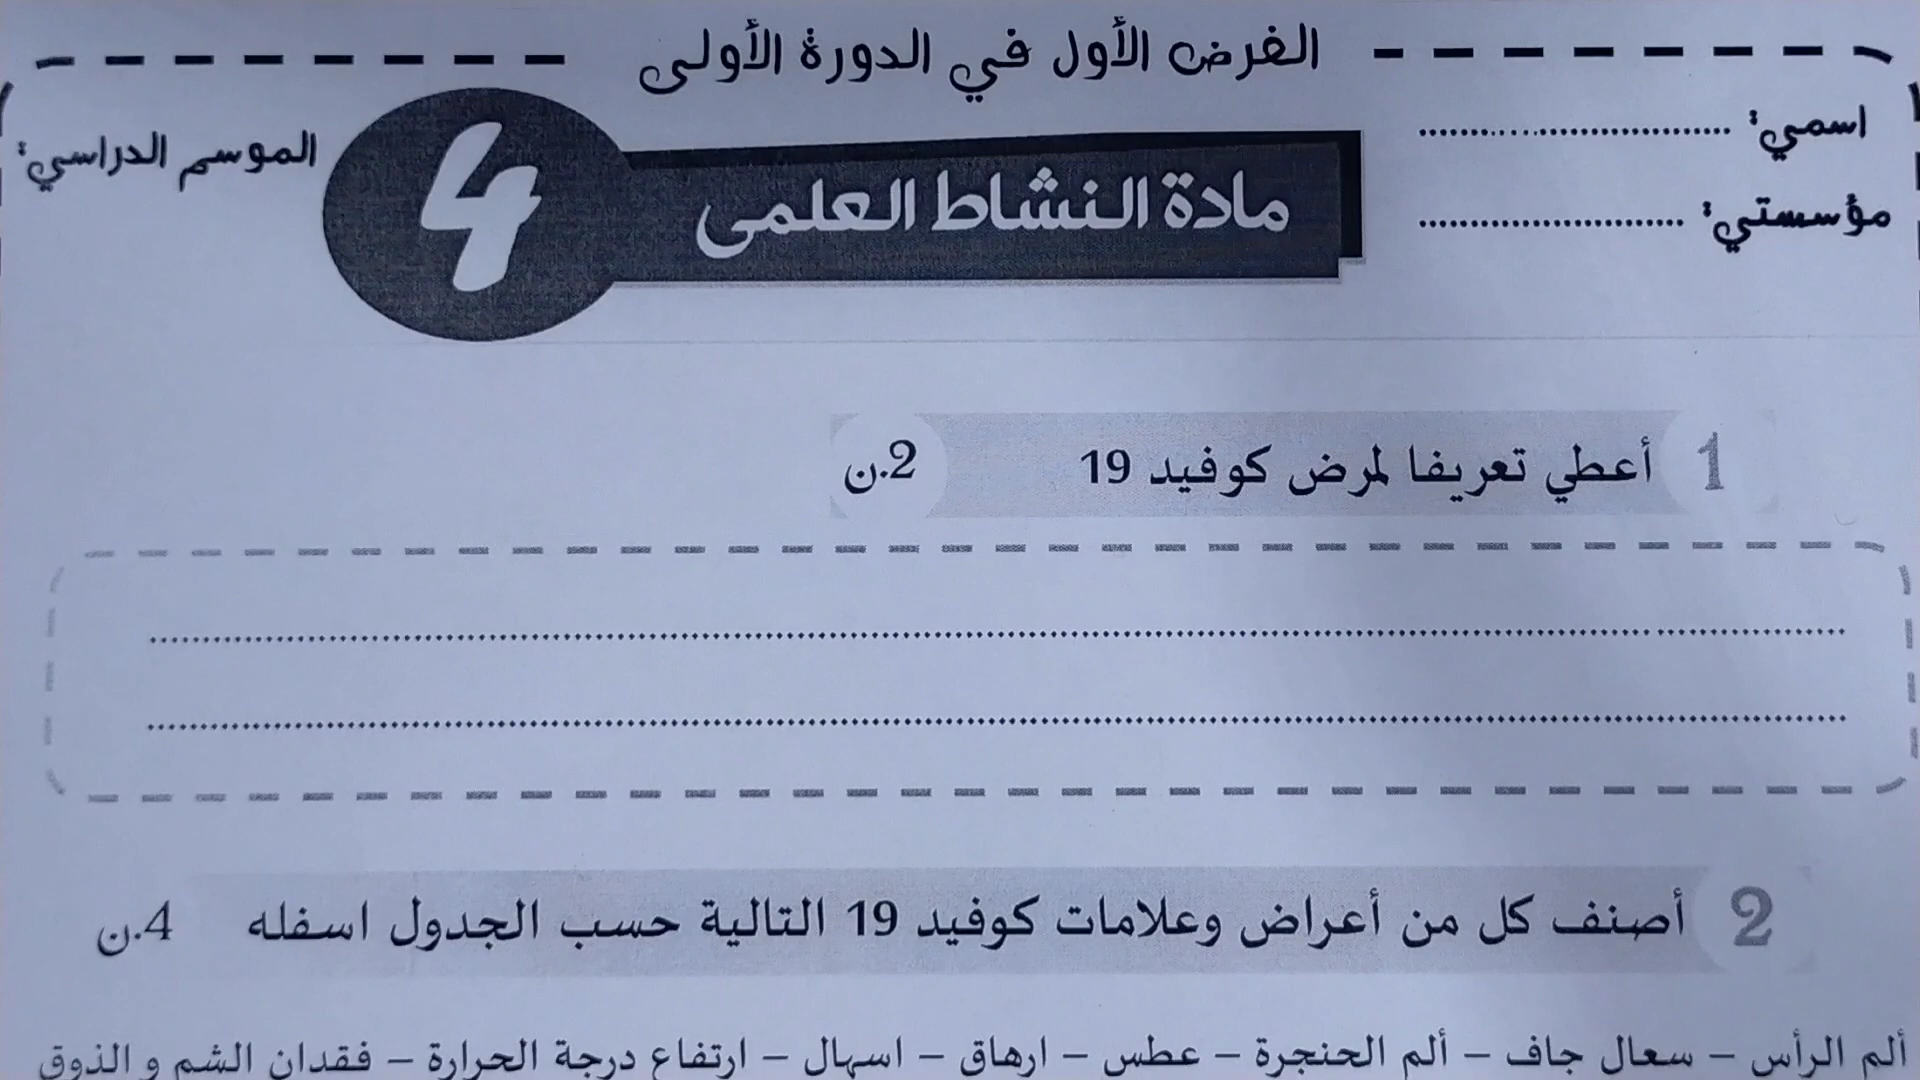 الفرض الأول في الدورة الأولى
اسمي: ........................
مؤسستي: ........................
مادة النشاط العلمي
4
الموسم الدراسي:
1 أعطي تعريفا لمرض كوفيد 19 2.ن
2 أصنف كل من أعراض وعلامات كوفيد 19 التالية حسب الجدول اسفله 4.ن
ألم الرأس – سعال جاف – ألم الحنجرة – عطس – ارهاق – اسهال – ارتفاع درجة الحرارة – فقدان الشم و الذوق